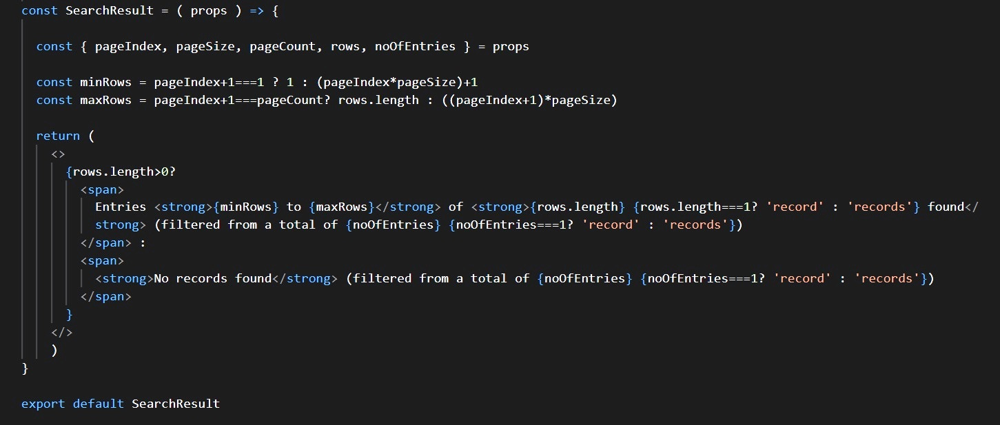 const SearchResult = ( props ) => {
const { pageIndex, pageSize, pageCount, rows, noOfEntries } = props
const minRows = pageIndex+1===1 ? 1 : (pageIndex*pageSize)+1
const maxRows = pageIndex+1===pageCount? rows.length : ((pageIndex+1)*pageSize)
return (
<>
{rows.length>0?
<span>
Entries <strong>{minRows} to {maxRows}</strong> of <strong>{rows.length} {rows.length===1? 'record' : 'records'} found</
strong> (filtered from a total of {noOfEntries} {noOfEntries===1? 'record' : 'records'})
</span> :
<span>
<strong>No records found</strong> (filtered from a total of {noOfEntries} {noOfEntries===1? 'record' : 'records'})
</span>
}
</>
)
}
export default SearchResult